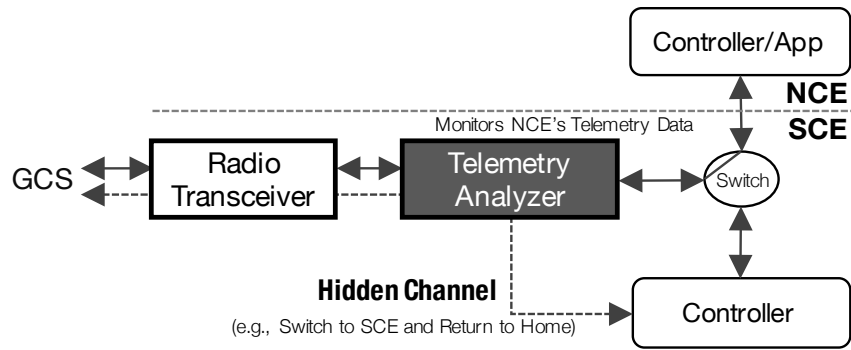 Controller/App
NCE
Monitors NCE's Telemetry Data
SCE
GCS
Radio
Transceiver
Telemetry
Analyzer
Switch
Hidden Channel
(e.g., Switch to SCE and Return to Home)
Controller